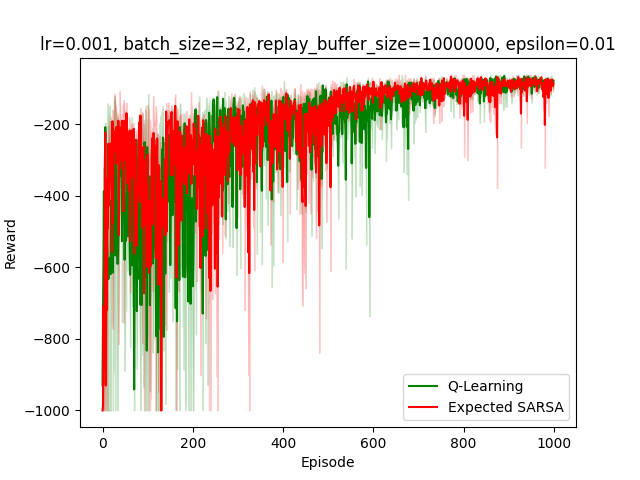 lr=0.001, batch_size=32, replay_buffer_size=1000000, epsilon=0.01
Reward
−200
−400
−600
−800
−1000
0
200
400
600
800
1000
Episode
Q-Learning
Expected SARSA